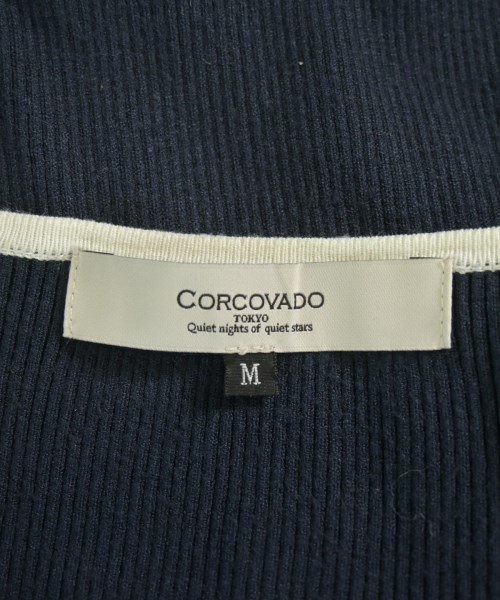 CORCOVADO
TOKYO
Quiet nights of quiet stars
M